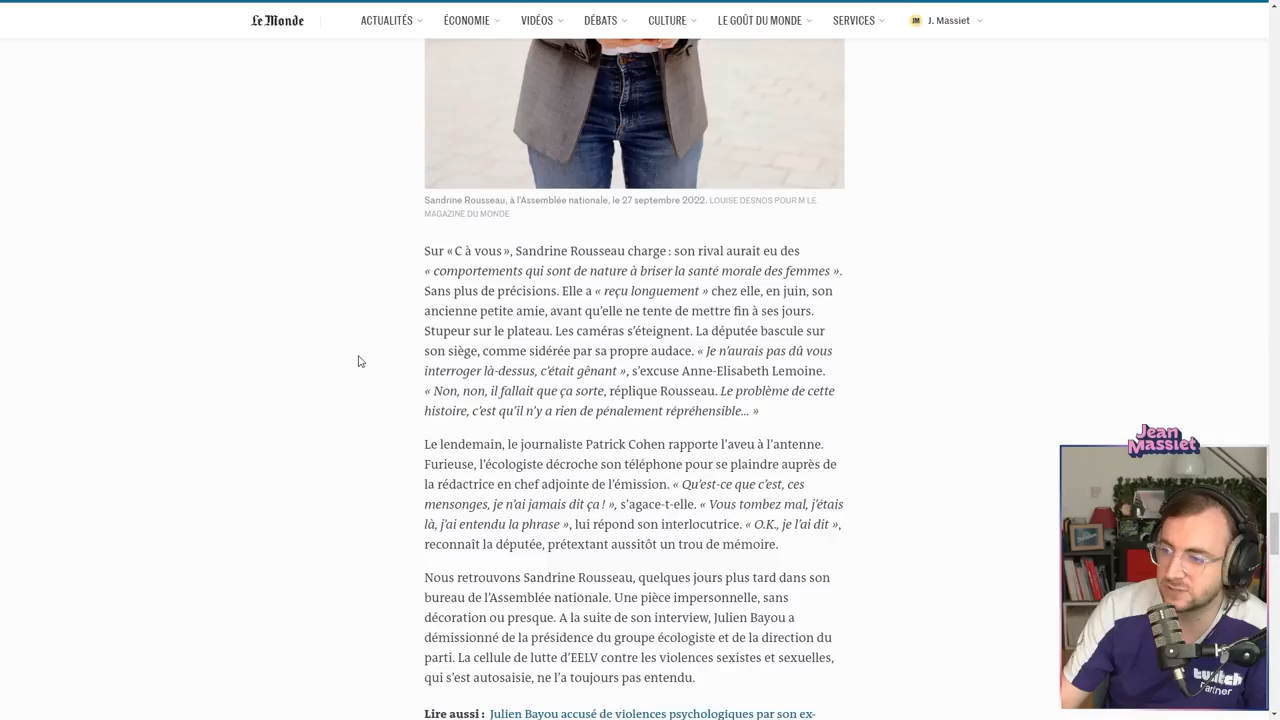 Le Monde
ACTUALITÉS
ÉCONOMIE
VIDÉOS
DÉBATS
CULTURE
LE GOÛT DU MONDE
SERVICES
JM
J. Massiet
Sandrine Rousseau, à l'Assemblée nationale, le 27 septembre 2022. LOUISE DESNOS POUR M LE
MAGAZINE DU MONDE
Sur « C à vous », Sandrine Rousseau charge : son rival aurait eu des
« comportements qui sont de nature à briser la santé morale des femmes ».
Sans plus de précisions. Elle a « reçu longuement » chez elle, en juin, son
ancienne petite amie, avant qu’elle ne tente de mettre fin à ses jours.
Stupeur sur le plateau. Les caméras s’éteignent. La députée bascule sur
son siège, comme sidérée par sa propre audace. « Je n’aurais pas dû vous
interroger là-dessus, c’était gênant », s’excuse Anne-Elisabeth Lemoine.
« Non, non, il fallait que ça sorte, réplique Rousseau. Le problème de cette
histoire, c’est qu’il n’y a rien de pénalement répréhensible… »
Le lendemain, le journaliste Patrick Cohen rapporte l’aveu à l’antenne.
Furieuse, l’écologiste décroche son téléphone pour se plaindre auprès de
la rédactrice en chef adjointe de l’émission. « Qu’est-ce que c’est, ces
mensonges, je n’ai jamais dit ça ! », s’agace-t-elle. « Vous tombez mal, j’étais
là, j’ai entendu la phrase », lui répond son interlocutrice. « O.K., je l’ai dit »,
reconnaît la députée, prétextant aussitôt un trou de mémoire.
Nous retrouvons Sandrine Rousseau, quelques jours plus tard dans son
bureau de l’Assemblée nationale. Une pièce impersonnelle, sans
décoration ou presque. A la suite de son interview, Julien Bayou a
démissionné de la présidence du groupe écologiste et de la direction du
parti. La cellule de lutte d’EELV contre les violences sexistes et sexuelles,
qui s’est autosaisie, ne l’a toujours pas entendu.
Lire aussi : Julien Bayou accusé de violences psychologiques par son ex-
Jean
Massiet
twitch
Partner